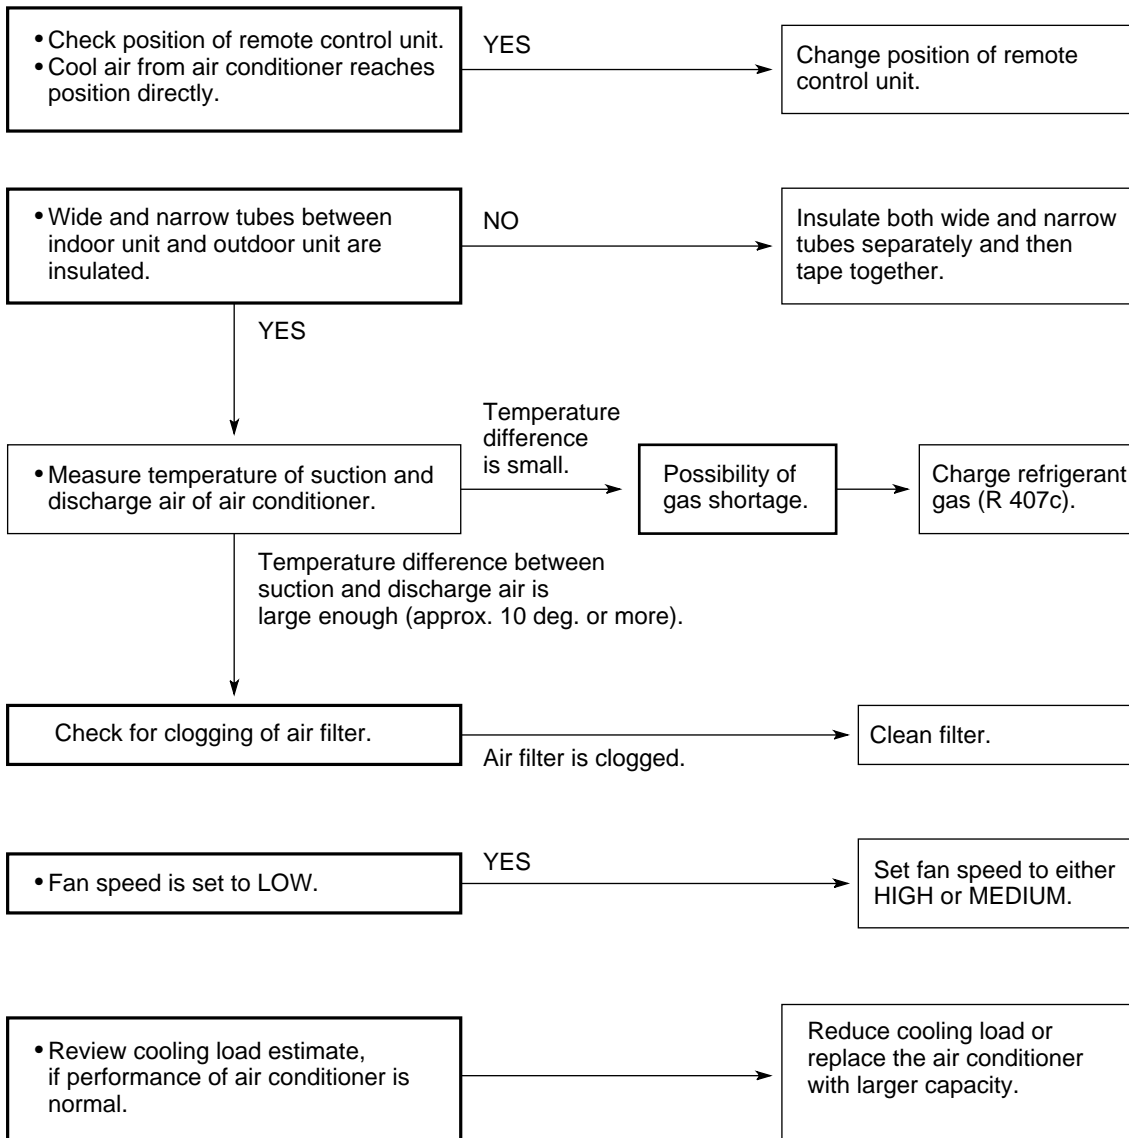 • Check position of remote control unit.
• Cool air from air conditioner reaches
position directly.
YES
Change position of remote
control unit.
• Wide and narrow tubes between
indoor unit and outdoor unit are
insulated.
NO
Insulate both wide and narrow
tubes separately and then
tape together.
YES
• Measure temperature of suction and
discharge air of air conditioner.
Temperature
difference
is small.
Possibility of
gas shortage.
Charge refrigerant
gas (R 407c).
Temperature difference between
suction and discharge air is
large enough (approx. 10 deg. or more).
Check for clogging of air filter.
Air filter is clogged.
Clean filter.
• Fan speed is set to LOW.
YES
Set fan speed to either
HIGH or MEDIUM.
• Review cooling load estimate,
if performance of air conditioner is
normal.
Reduce cooling load or
replace the air conditioner
with larger capacity.